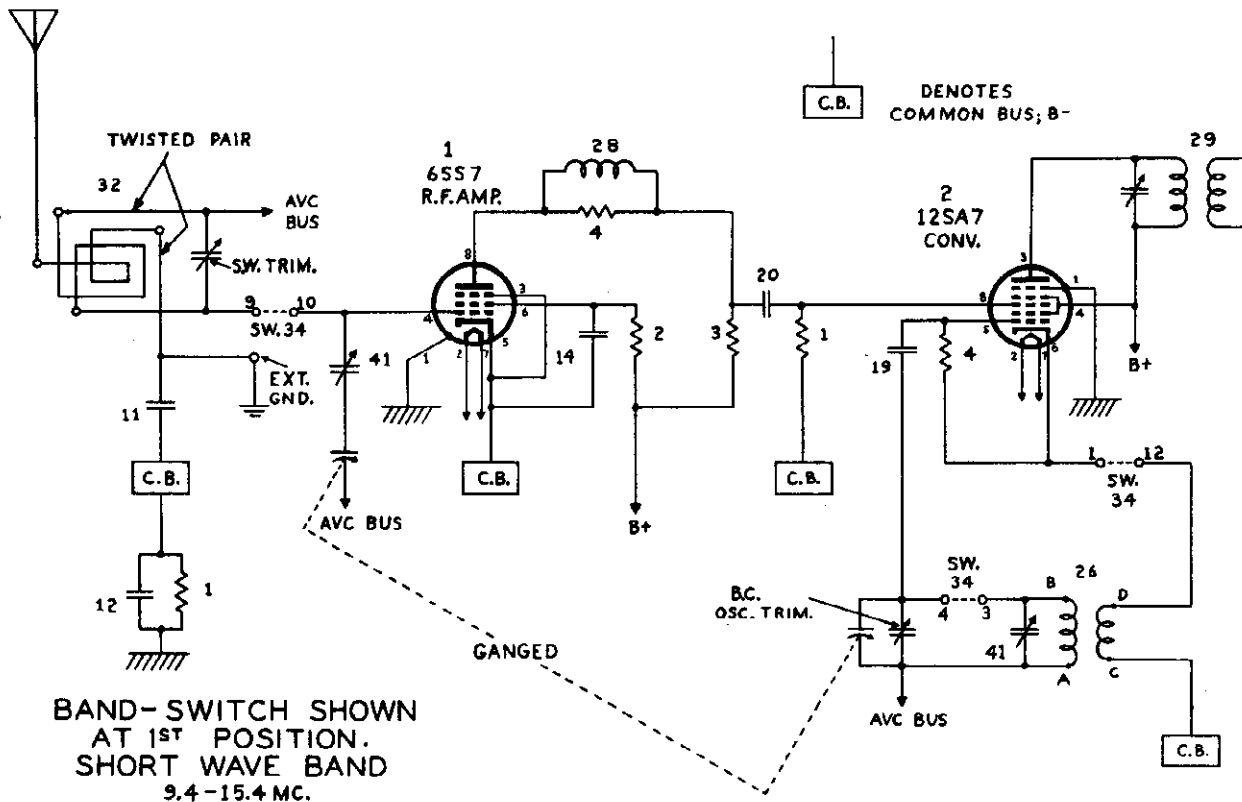 C.B.
DENOTES
COMMON BUS; B-
TWISTED PAIR
32
AVC
BUS
S.W. TRIM.
9 10
SW.34
EXT.
GND.
11
C.B.
12
1
41
AVC BUS
1
6SS7
R.F. AMP.
28
4
8
3
6
4
5
1
2
7
14
2
3
C.B.
B+
20
1
C.B.
2
12SA7
CONV.
29
3
1
8
4
5
6
2
7
B+
19
4
1 12
SW.
34
B.C.
OSC. TRIM.
SW.
34
4 3
B
26
D
41
A
C
AVC BUS
C.B.
GANGED
BAND-SWITCH SHOWN
AT 1ST POSITION.
SHORT WAVE BAND
9.4-15.4 MC.